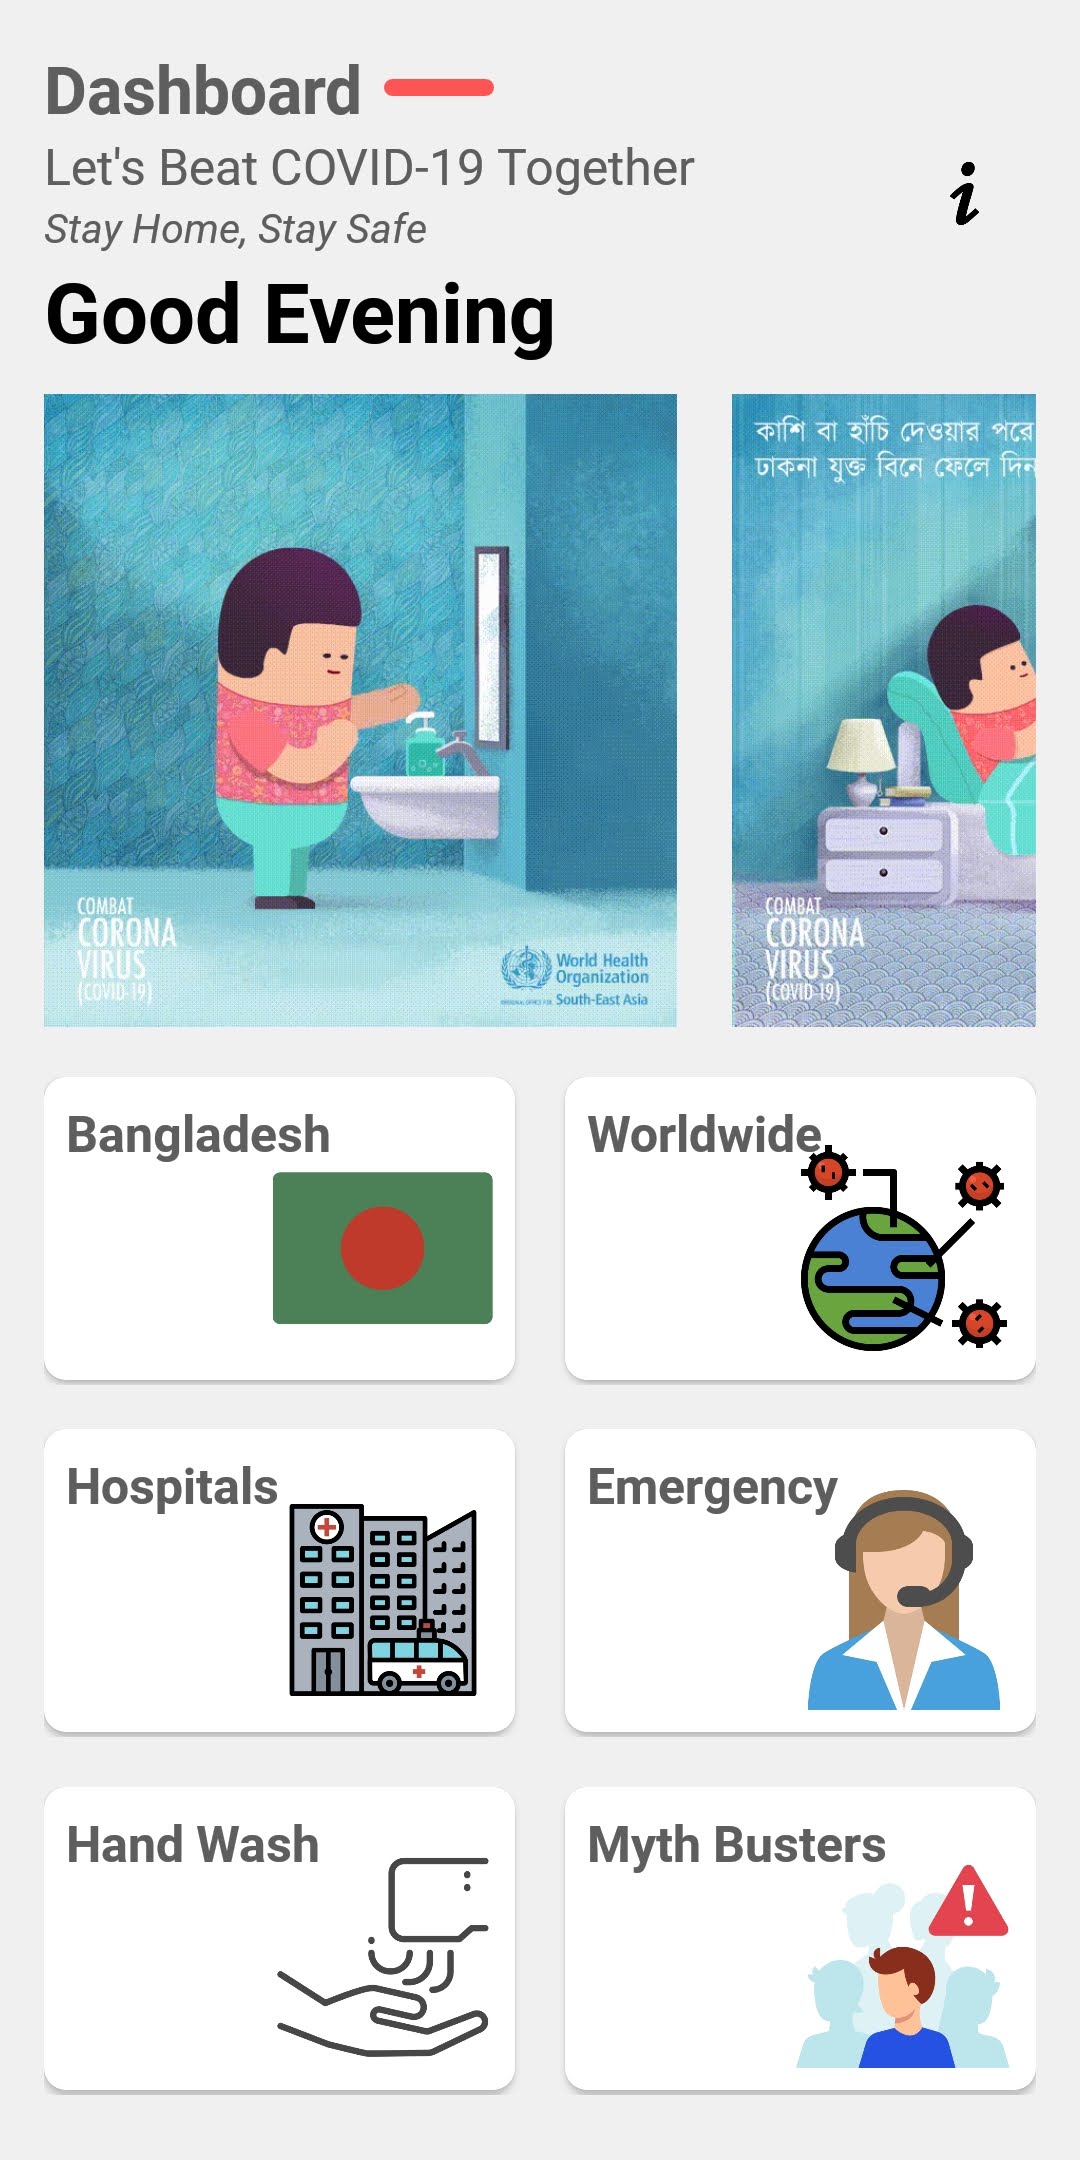 Dashboard
Let's Beat COVID-19 Together
Stay Home, Stay Safe
i
Good Evening
COMBAT
CORONA
VIRUS
(COVID-19)
World Health
Organization
South-East Asia
কাশি বা হাঁচি দেওয়ার পরে
ঢাকনা যুক্ত বিনে ফেলে দিন
COMBAT
CORONA
VIRUS
(COVID-19)
Bangladesh
Worldwide
Hospitals
Emergency
Hand Wash
Myth Busters